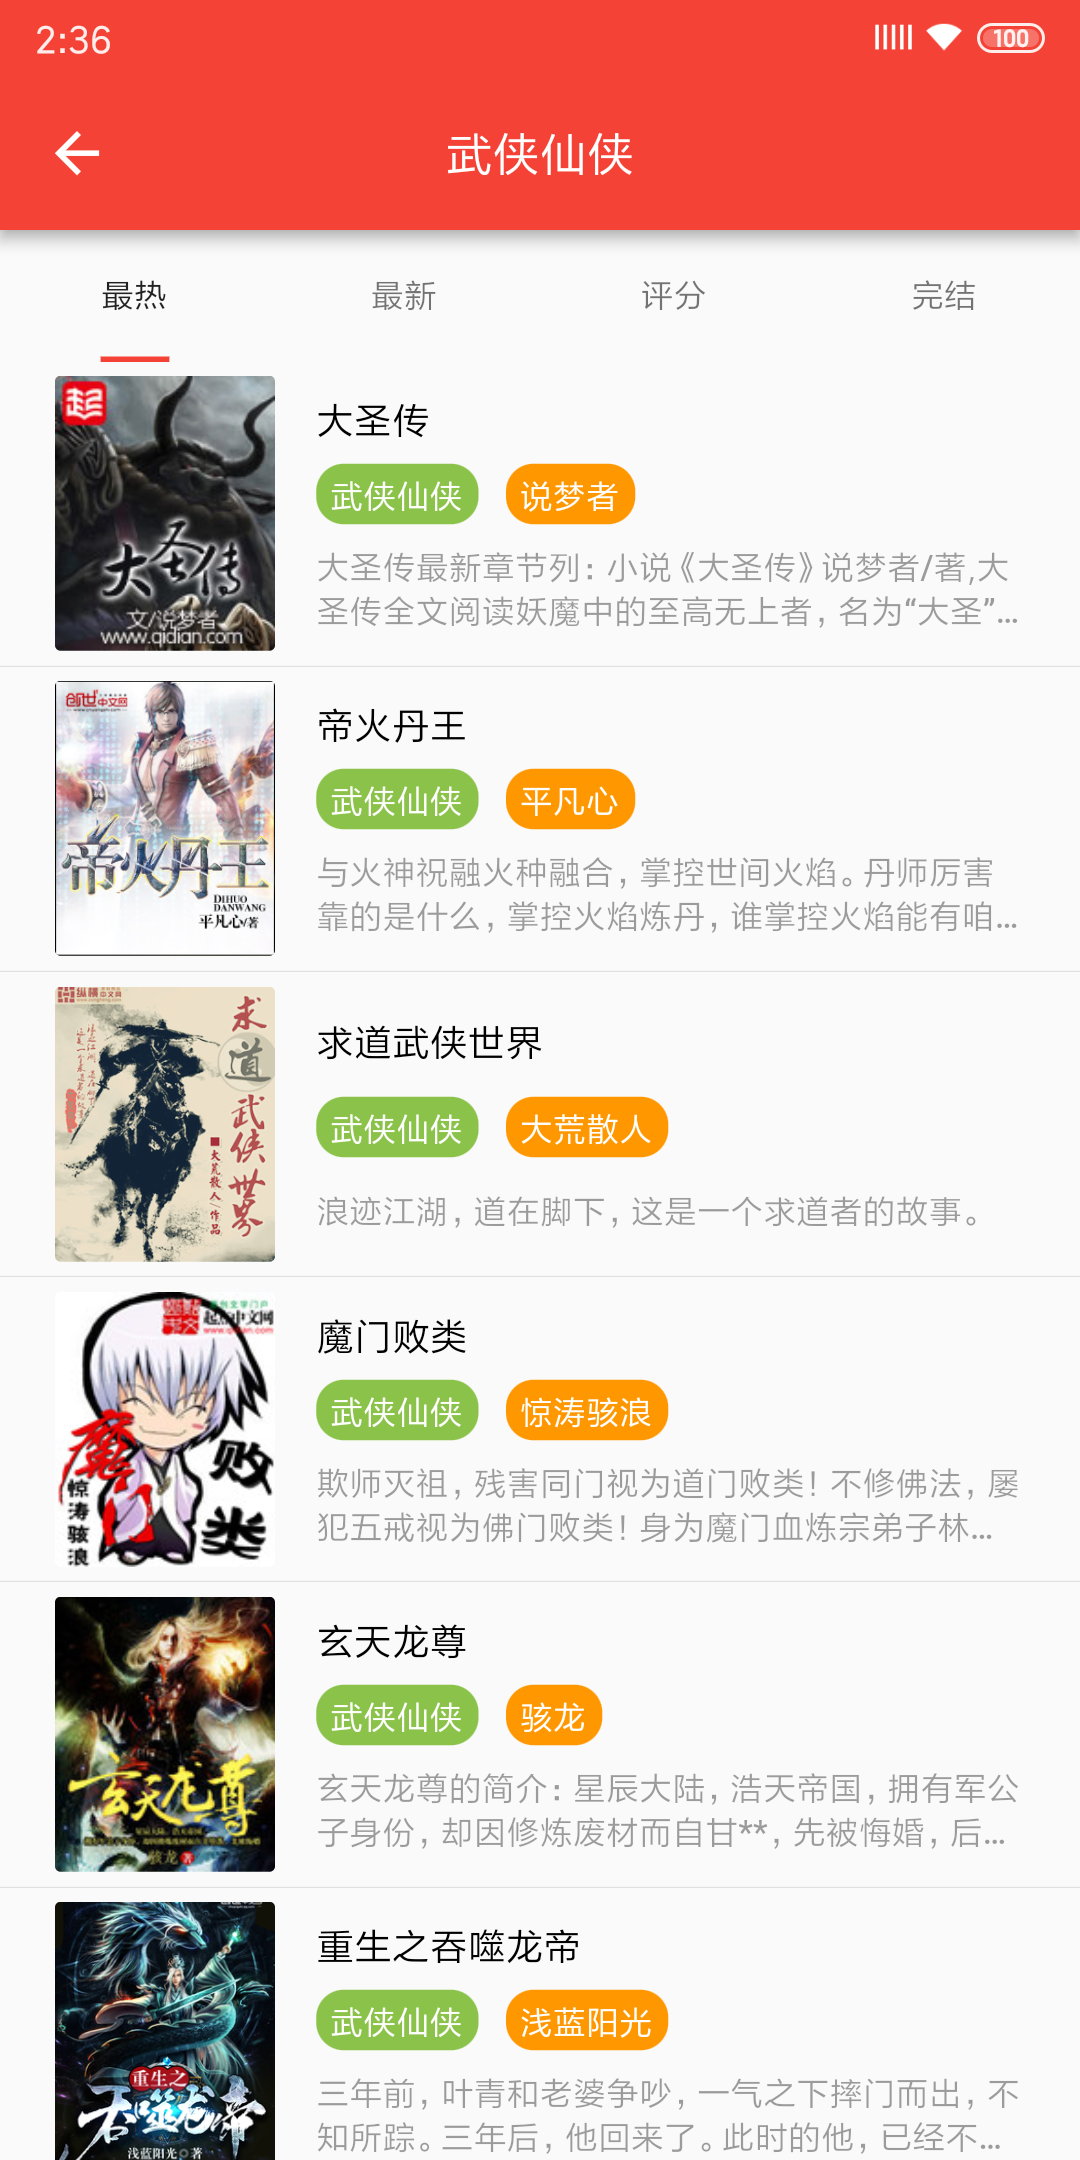 2:36
100
武侠仙侠
最热
最新
评分
完结
起
大圣传
文/说梦者
www.qidian.com
大圣传
武侠仙侠
说梦者
大圣传最新章节列：小说《大圣传》说梦者/著,大
圣传全文阅读妖魔中的至高无上者，名为“大圣”...
创世中文网
帝火丹王
DIHUO
DANWANG
平凡心/著
帝火丹王
武侠仙侠
平凡心
与火神祝融火种融合，掌控世间火焰。丹师厉害
靠的是什么，掌控火焰炼丹，谁掌控火焰能有咱...
纵横中文网
求道武侠世界
大荒散人 作品
求道武侠世界
武侠仙侠
大荒散人
浪迹江湖，道在脚下，这是一个求道者的故事。
起点中文网
www.qidian.com
魔门
败类
惊涛骇浪
魔门败类
武侠仙侠
惊涛骇浪
欺师灭祖，残害同门视为道门败类！不修佛法，屡
犯五戒视为佛门败类！身为魔门血炼宗弟子林...
玄天龙尊
骇龙 著
玄天龙尊
武侠仙侠
骇龙
玄天龙尊的简介：星辰大陆，浩天帝国，拥有军公
子身份，却因修炼废材而自甘**，先被悔婚，后...
重生之
吞噬龙帝
浅蓝阳光 著
重生之吞噬龙帝
武侠仙侠
浅蓝阳光
三年前，叶青和老婆争吵，一气之下摔门而出，不
知所踪。三年后，他回来了。此时的他，已经不...